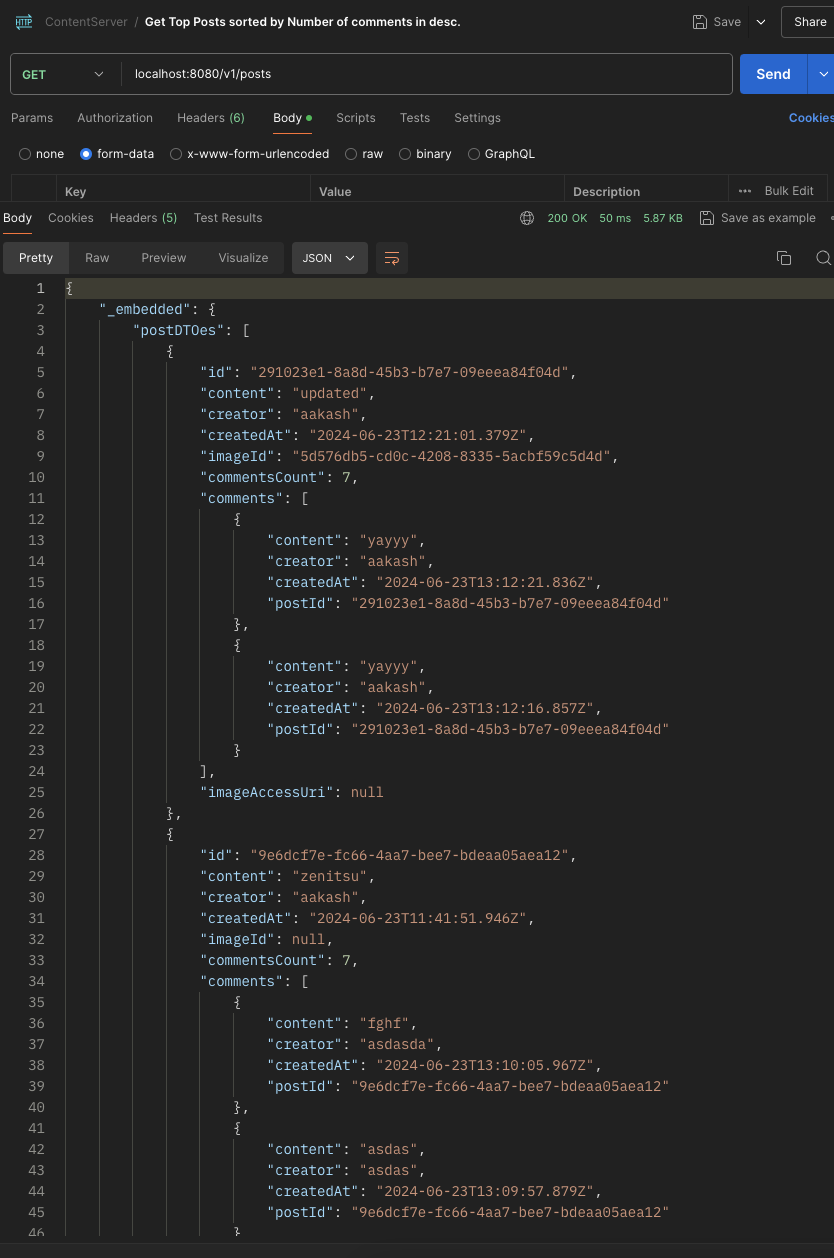 HTTP ContentServer / Get Top Posts sorted by Number of comments in desc. Save Share
GET localhost:8080/v1/posts Send
Params Authorization Headers (6) Body Scripts Tests Settings Cookies
none form-data x-www-form-urlencoded raw binary GraphQL
Key Value Description ... Bulk Edit
Body Cookies Headers (5) Test Results 200 OK 50 ms 5.87 KB Save as example
Pretty Raw Preview Visualize JSON
1 {
2 "_embedded": {
3 "postDTOes": [
4 {
5 "id": "291023e1-8a8d-45b3-b7e7-09eeea84f04d",
6 "content": "updated",
7 "creator": "aakash",
8 "createdAt": "2024-06-23T12:21:01.379Z",
9 "imageId": "5d576db5-cd0c-4208-8335-5acbf59c5d4d",
10 "commentsCount": 7,
11 "comments": [
12 {
13 "content": "yayyy",
14 "creator": "aakash",
15 "createdAt": "2024-06-23T13:12:21.836Z",
16 "postId": "291023e1-8a8d-45b3-b7e7-09eeea84f04d"
17 },
18 {
19 "content": "yayyy",
20 "creator": "aakash",
21 "createdAt": "2024-06-23T13:12:16.857Z",
22 "postId": "291023e1-8a8d-45b3-b7e7-09eeea84f04d"
23 }
24 ],
25 "imageAccessUri": null
26 },
27 {
28 "id": "9e6dcf7e-fc66-4aa7-bee7-bdeaa05aea12",
29 "content": "zenitsu",
30 "creator": "aakash",
31 "createdAt": "2024-06-23T11:41:51.946Z",
32 "imageId": null,
33 "commentsCount": 7,
34 "comments": [
35 {
36 "content": "fghf",
37 "creator": "asdasda",
38 "createdAt": "2024-06-23T13:10:05.967Z",
39 "postId": "9e6dcf7e-fc66-4aa7-bee7-bdeaa05aea12"
40 },
41 {
42 "content": "asdas",
43 "creator": "asdas",
44 "createdAt": "2024-06-23T13:09:57.879Z",
45 "postId": "9e6dcf7e-fc66-4aa7-bee7-bdeaa05aea12"
46 }